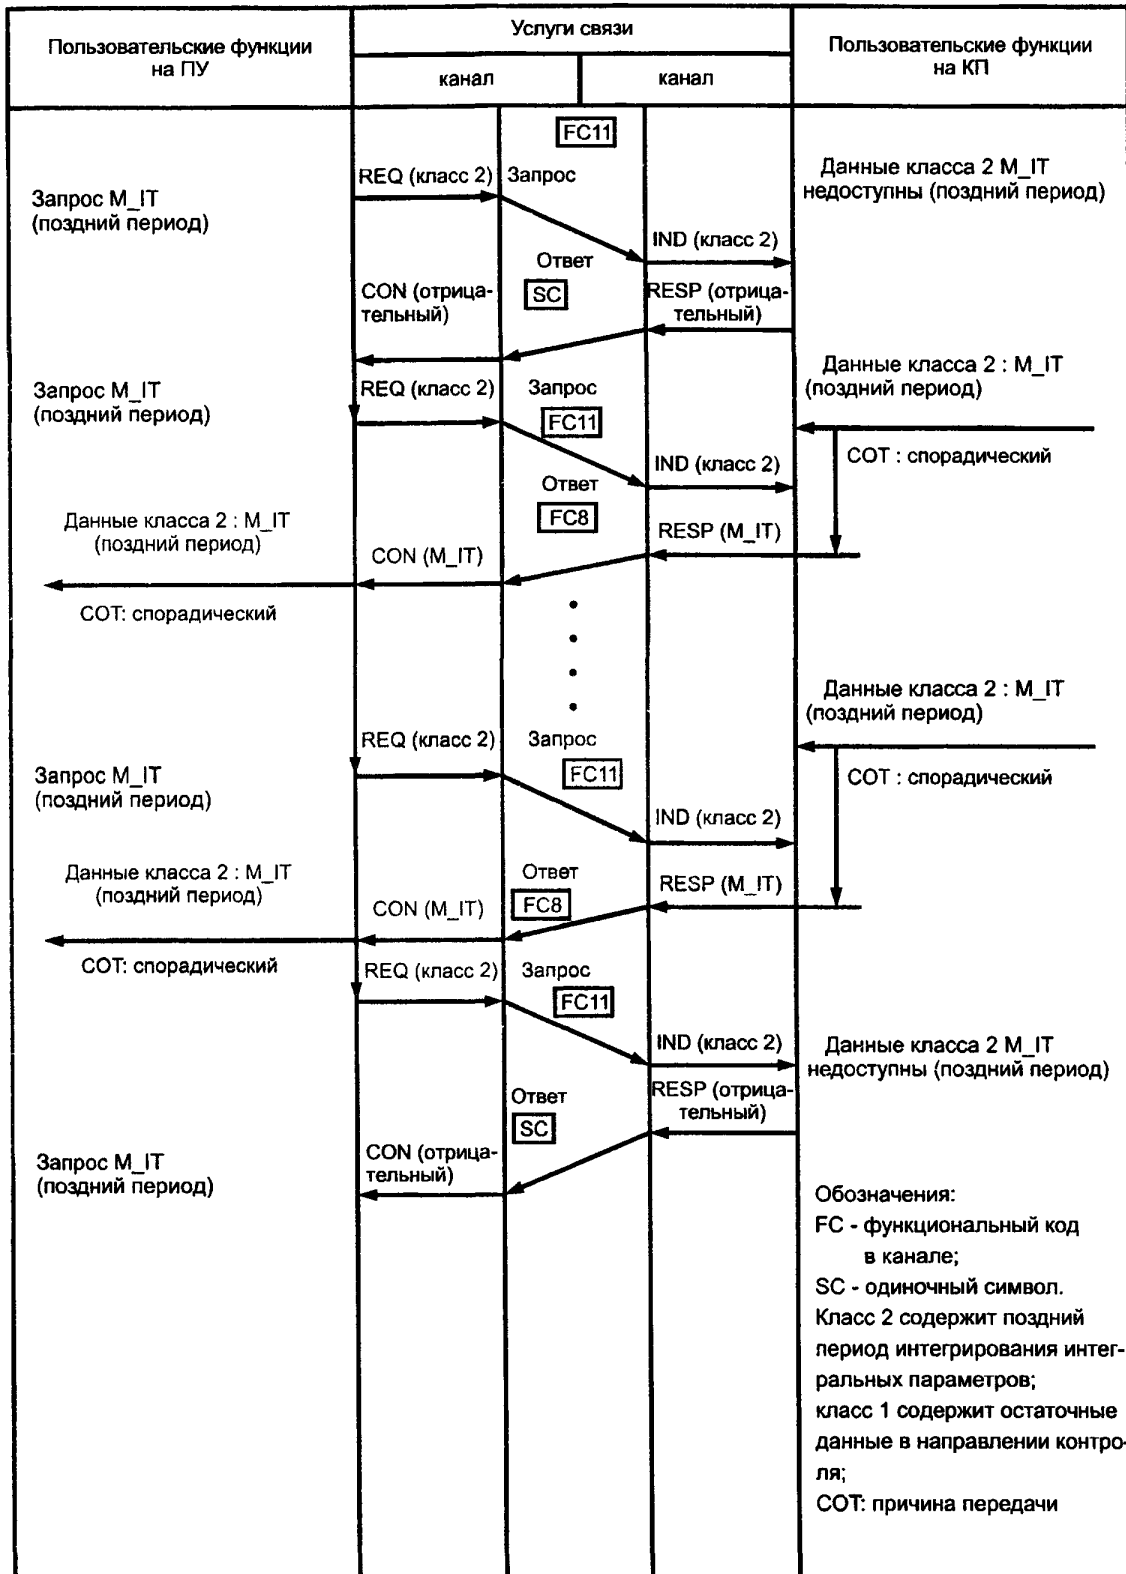 Пользовательские функции
на ПУ
Услуги связи
канал
канал
Пользовательские функции
на КП
FC11
REQ (класс 2)
Запрос
Данные класса 2 M_IT
недоступны (поздний период)
Запрос M_IT
(поздний период)
IND (класс 2)
Ответ
SC
CON (отрица-
тельный)
RESP (отрица-
тельный)
Данные класса 2 : M_IT
(поздний период)
Запрос M_IT
(поздний период)
REQ (класс 2)
Запрос
FC11
IND (класс 2)
COT : спорадический
Ответ
FC8
Данные класса 2 : M_IT
(поздний период)
CON (M_IT)
RESP (M_IT)
COT: спорадический
Данные класса 2 : M_IT
(поздний период)
REQ (класс 2)
Запрос
FC11
Запрос M_IT
(поздний период)
COT : спорадический
IND (класс 2)
Данные класса 2 : M_IT
(поздний период)
Ответ
FC8
RESP (M_IT)
CON (M_IT)
COT: спорадический
REQ (класс 2)
Запрос
FC11
IND (класс 2)
Данные класса 2 M_IT
недоступны (поздний период)
Ответ
SC
RESP (отрица-
тельный)
Запрос M_IT
(поздний период)
CON (отрица-
тельный)
Обозначения:
FC - функциональный код
в канале;
SC - одиночный символ.
Класс 2 содержит поздний
период интегрирования интег-
ральных параметров;
класс 1 содержит остаточные
данные в направлении контро-
ля;
COT: причина передачи